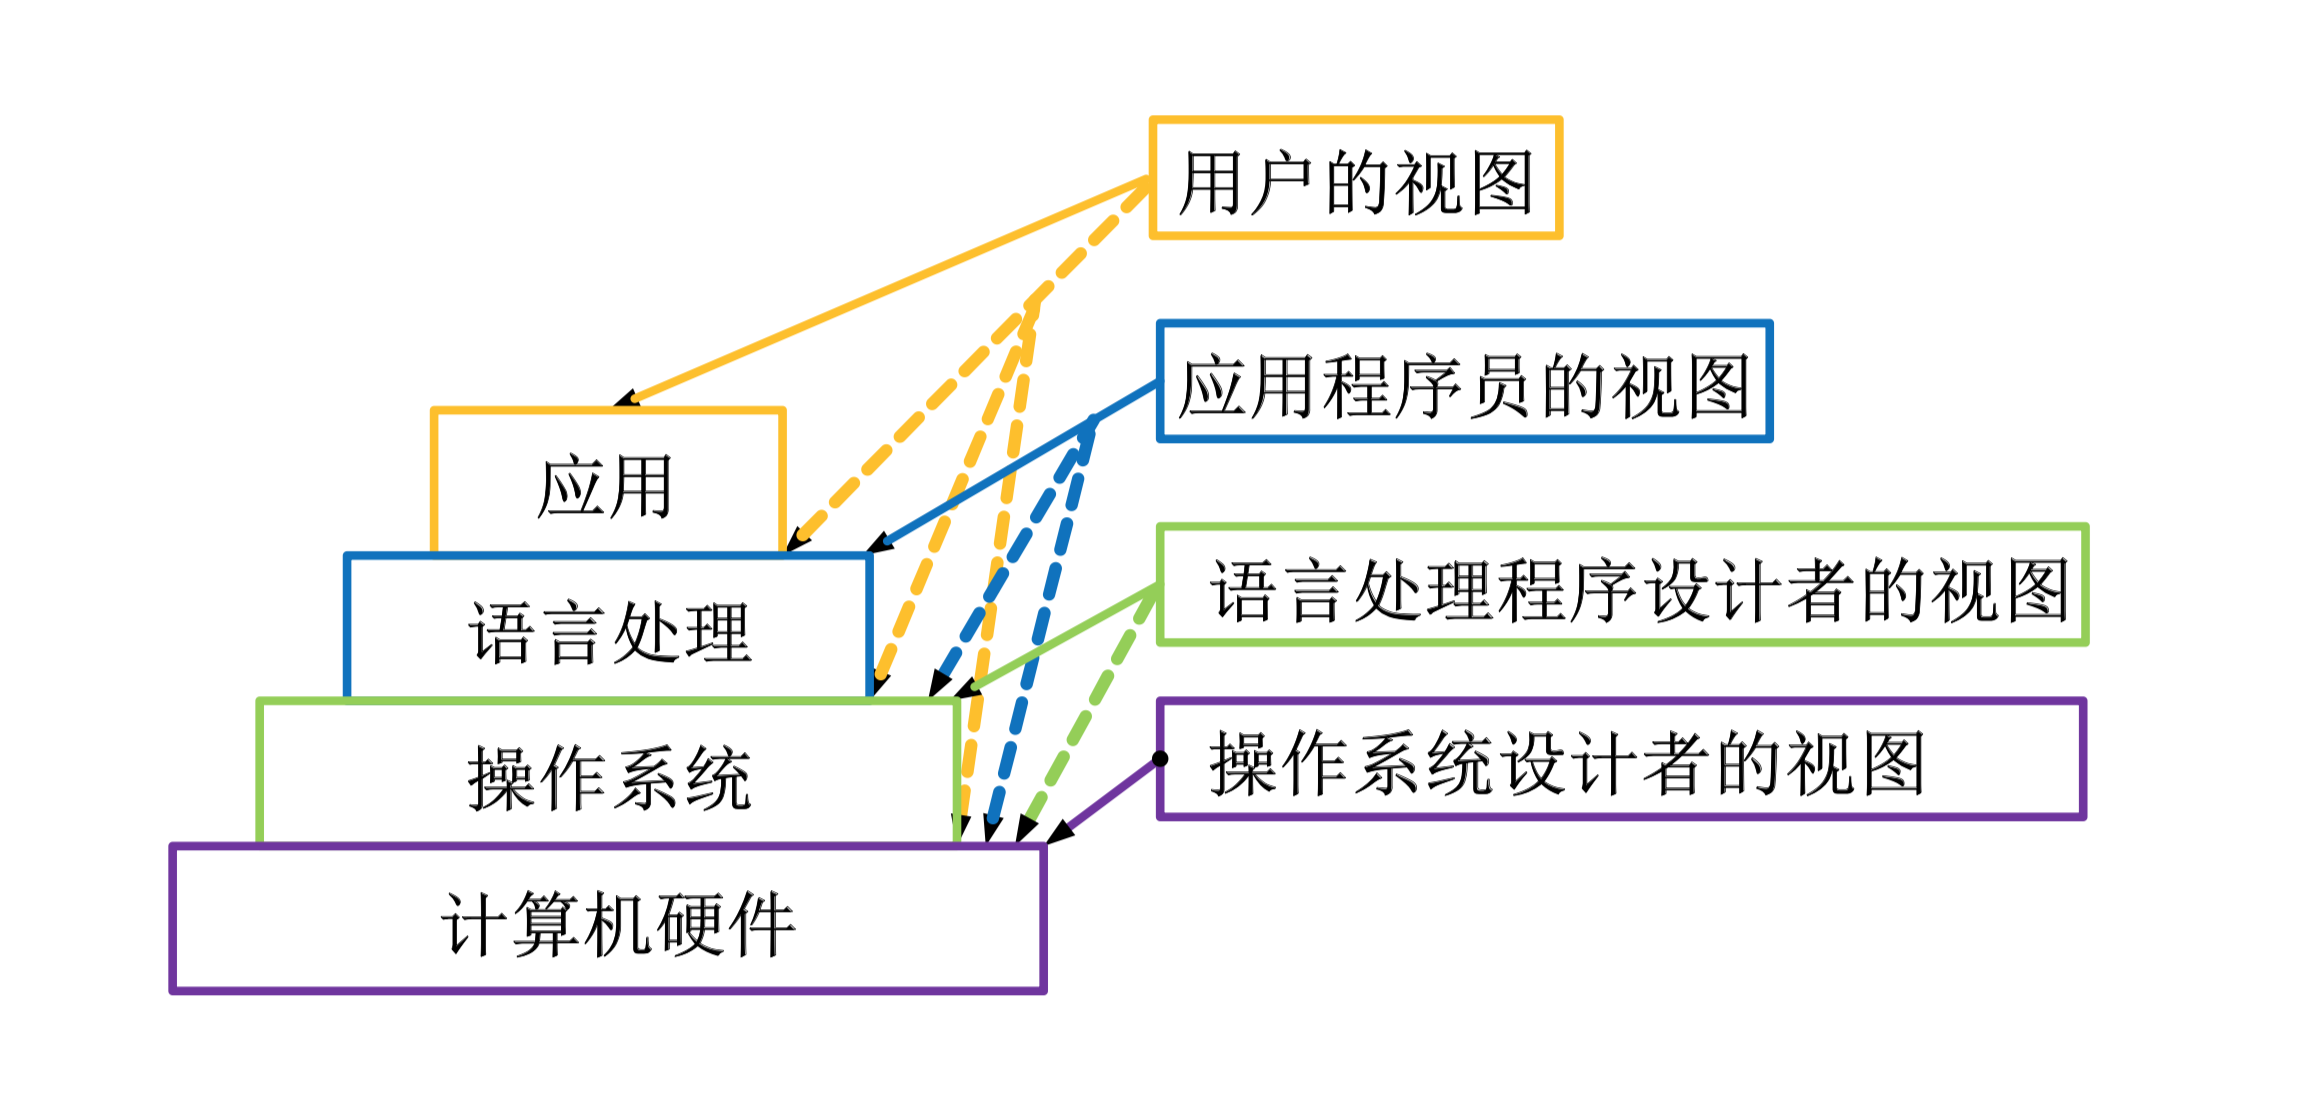 用户的视图
应用程序员的视图
应用
语言处理程序设计者的视图
语言处理
操作系统设计者的视图
操作系统
计算机硬件